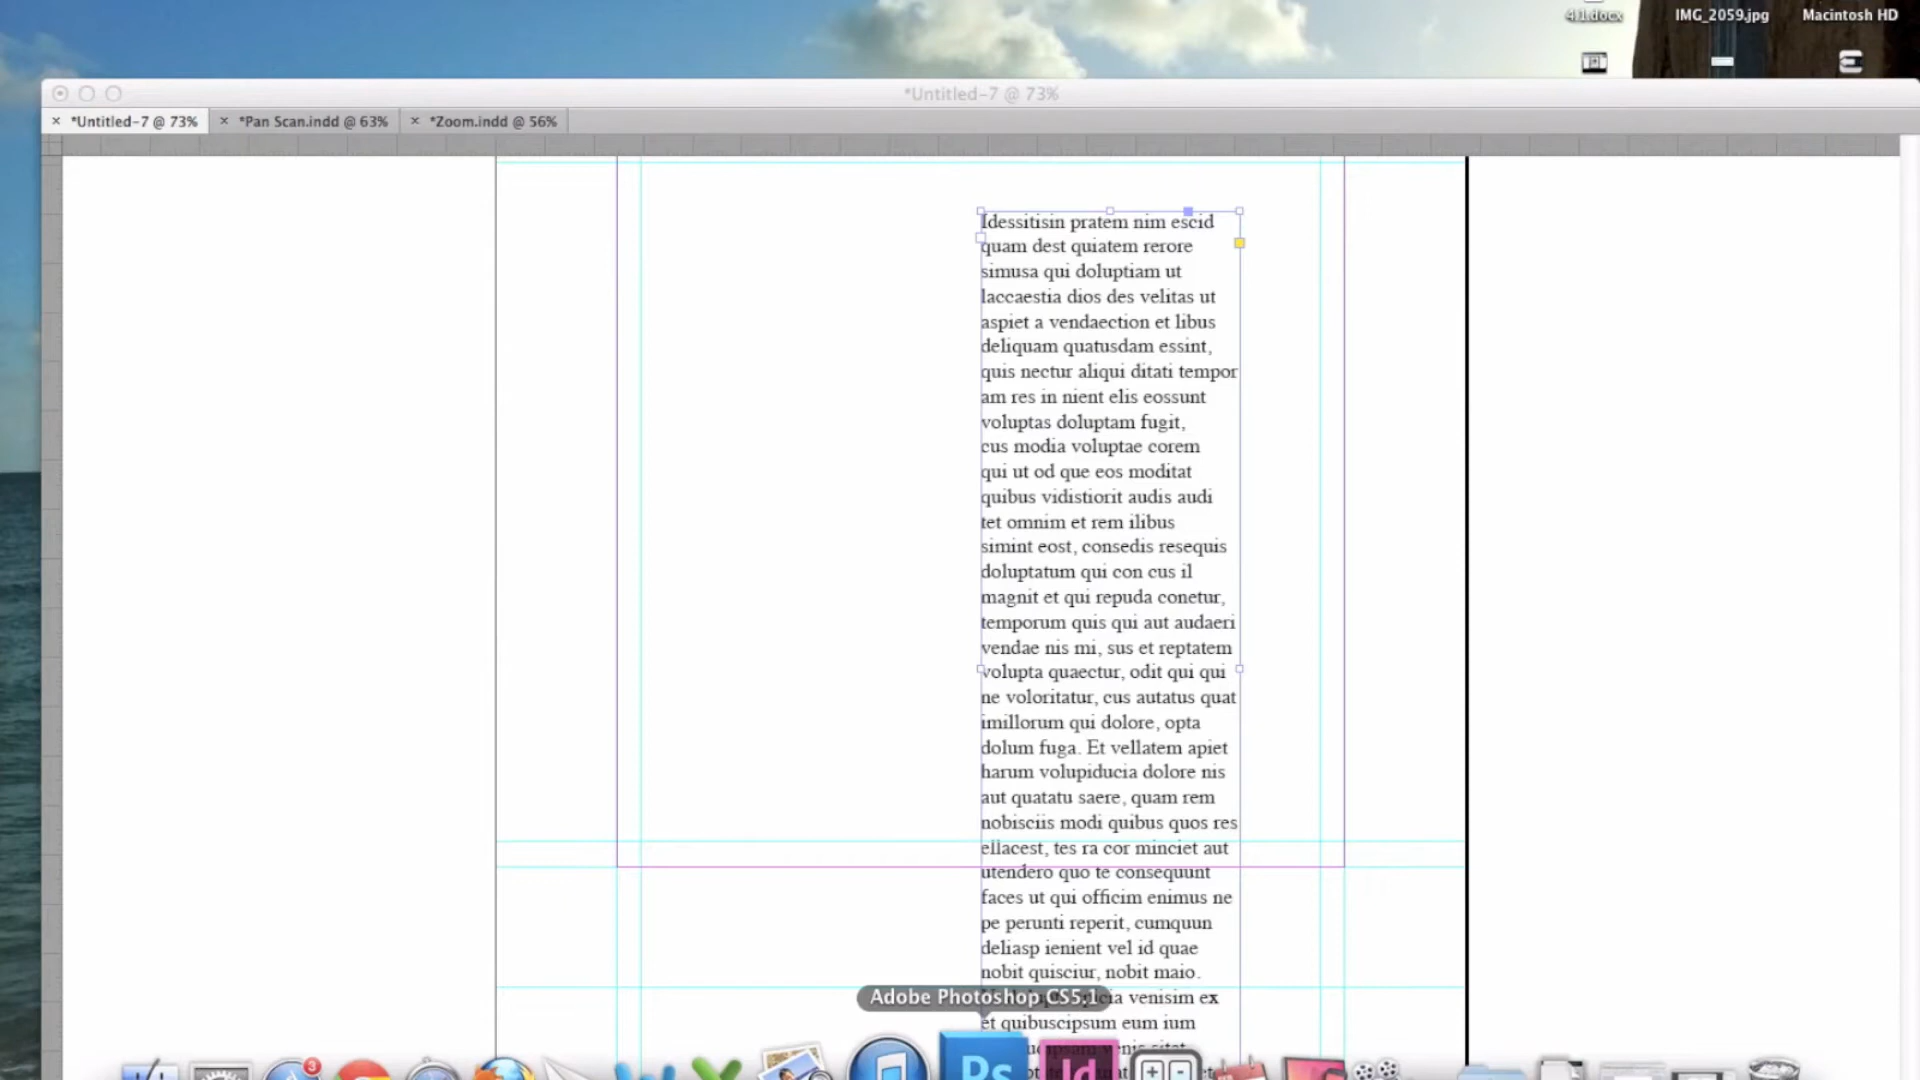 4.1.docx
IMG_2059.jpg
Macintosh HD
*Untitled-7 @ 73%
*Untitled-7 @ 73%
*Pan Scan.indd @ 63%
*Zoom.indd @ 56%
Idessitisin pratem nim escid
quam dest quiatem rerore
simusa qui doluptiam ut
laccaestia dios des velitas ut
aspiet a vendaection et libus
deliquam quatusdam essint,
quis nectur aliqui ditati tempor
am res in nient elis eossunt
voluptas doluptam fugit,
cus modia voluptae corem
qui ut od que eos moditat
quibus vidistiorit audis audi
tet omnim et rem ilibus
simint eost, consedis resequis
doluptatum qui con cus il
magnit et qui repuda conetur,
temporum quis qui aut audaeri
vendae nis mi, sus et reptatem
volupta quaectur, odit qui qui
ne voloritatur, cus autatus quat
imillorum qui dolore, opta
dolum fuga. Et vellatem apiet
harum volupiducia dolore nis
aut quatatu saere, quam rem
nobisciis modi quibus quos res
ellacest, tes ra cor minciet aut
utendero quo te consequunt
faces ut qui officim enimus ne
pe perunti reperit, cumquun
deliasp ienient vel id quae
nobit quisciur, nobit maio.
Adobe Photoshop CS5.1
venisim ex
et quibuscipsum eum ium
3
Ps
Id